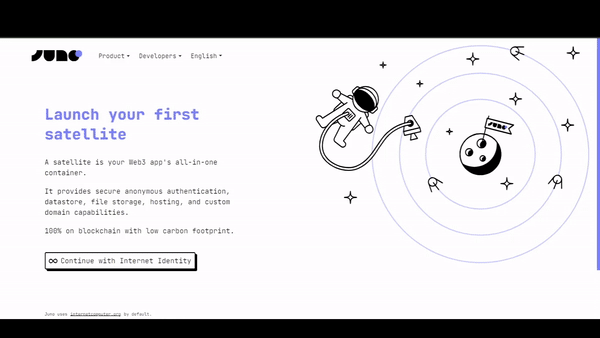 JUNO
Product Developers English
Launch your first
satellite
A satellite is your Web3 app's all-in-one
container.
It provides secure anonymous authentication,
datastore, file storage, hosting, and custom
domain capabilities.
100% on blockchain with low carbon footprint.
Continue with Internet Identity
Juno uses internetcomputer.org by default.
JUNO